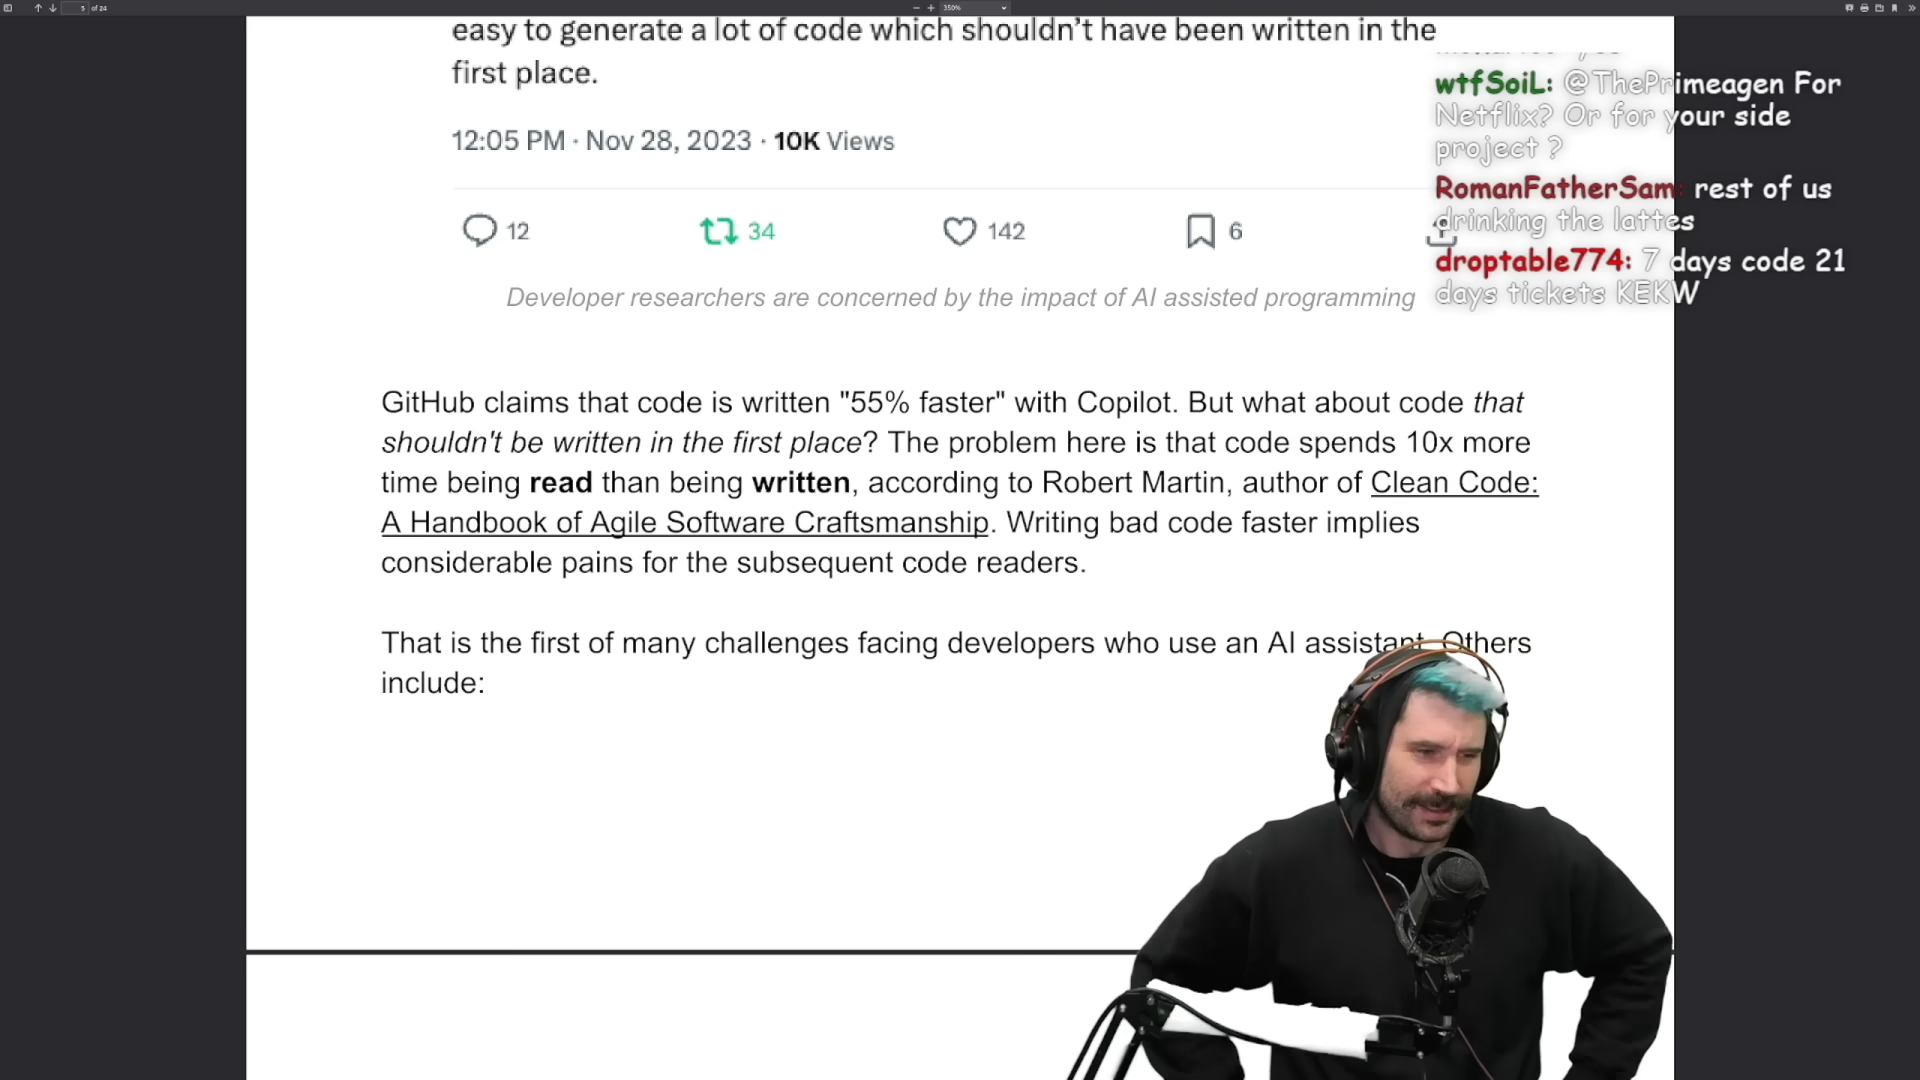 5 of 24
350%
easy to generate a lot of code which shouldn't have been written in the
first place.
12:05 PM · Nov 28, 2023 · 10K Views
12 34 142 6
Developer researchers are concerned by the impact of AI assisted programming
wtfSoiL: @ThePrimeagen For
Netflix? Or for your side
project ?
RomanFatherSam: rest of us
drinking the lattes
droptable774: 7 days code 21
days tickets KEKW
GitHub claims that code is written "55% faster" with Copilot. But what about code that
shouldn't be written in the first place? The problem here is that code spends 10x more
time being read than being written, according to Robert Martin, author of Clean Code:
A Handbook of Agile Software Craftsmanship. Writing bad code faster implies
considerable pains for the subsequent code readers.
That is the first of many challenges facing developers who use an AI assistant. Others
include: